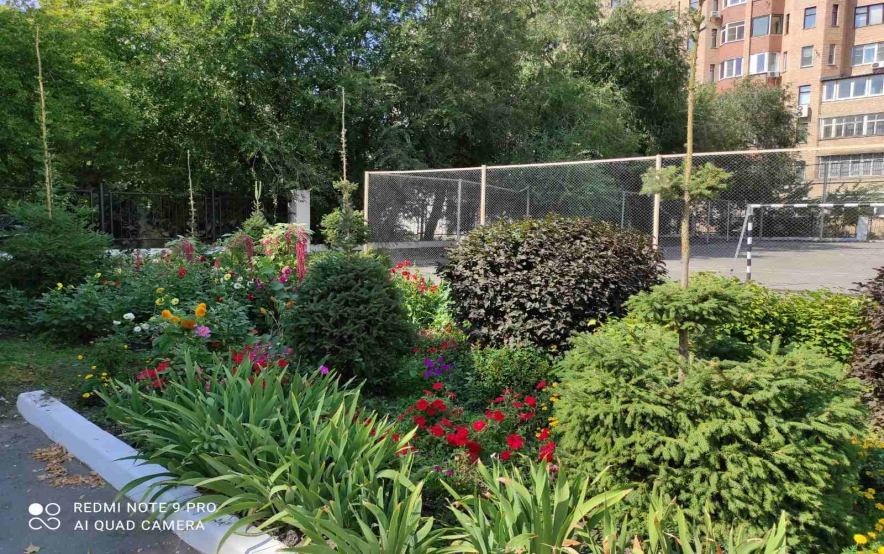 REDMI NOTE 9 PRO
AI QUAD CAMERA